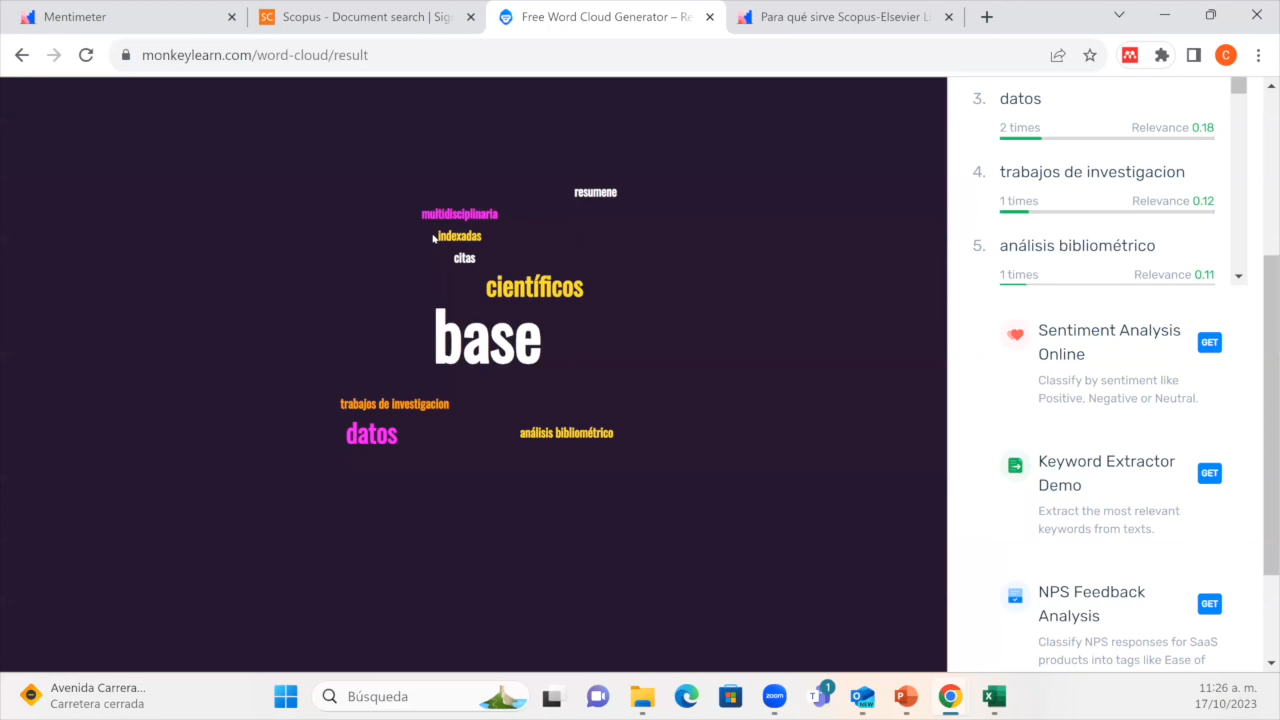 Mentimeter
Scopus - Document search | Sig
Free Word Cloud Generator – Re
Para qué sirve Scopus-Elsevier L
monkeylearn.com/word-cloud/result
C
resumene
multidisciplinaria
indexadas
citas
científicos
base
trabajos de investigacion
datos
análisis bibliométrico
3. datos
2 times Relevance 0.18
4. trabajos de investigacion
1 times Relevance 0.12
5. análisis bibliométrico
1 times Relevance 0.11
Sentiment Analysis
Online
GET
Classify by sentiment like
Positive, Negative or Neutral.
Keyword Extractor
Demo
GET
Extract the most relevant
keywords from texts.
NPS Feedback
Analysis
GET
Classify NPS responses for SaaS
products into tags like Ease of
Avenida Carrera...
Carretera cerrada
Búsqueda
zoom
1
NEW
11:26 a. m.
17/10/2023